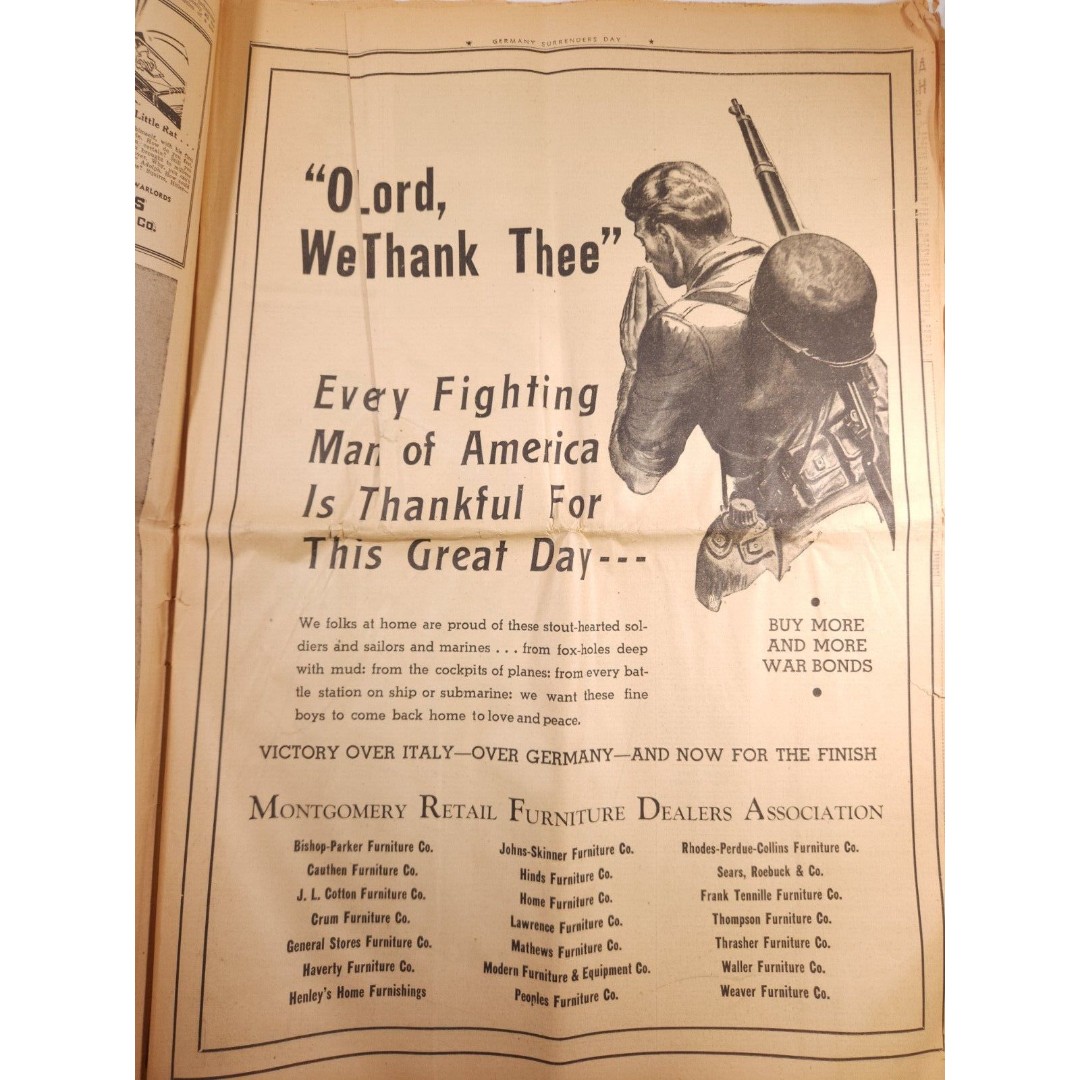 ★ GERMANY SURRENDERS DAY ★
Little Rat . . .
WARLORDS
S
Co.
"O Lord,
We Thank Thee"
Every Fighting
Man of America
Is Thankful For
This Great Day---
We folks at home are proud of these stout-hearted sol-
diers and sailors and marines . . . from fox-holes deep
with mud: from the cockpits of planes: from every bat-
tle station on ship or submarine: we want these fine
boys to come back home to love and peace.
BUY MORE
AND MORE
WAR BONDS
VICTORY OVER ITALY—OVER GERMANY—AND NOW FOR THE FINISH
MONTGOMERY RETAIL FURNITURE DEALERS ASSOCIATION
Bishop-Parker Furniture Co.
Cauthen Furniture Co.
J. L. Cotton Furniture Co.
Crum Furniture Co.
General Stores Furniture Co.
Haverly Furniture Co.
Henley's Home Furnishings
Johns-Skinner Furniture Co.
Hinds Furniture Co.
Home Furniture Co.
Lawrence Furniture Co.
Mathews Furniture Co.
Modern Furniture & Equipment Co.
Peoples Furniture Co.
Rhodes-Perdue-Collins Furniture Co.
Sears, Roebuck & Co.
Frank Tennille Furniture Co.
Thompson Furniture Co.
Thrasher Furniture Co.
Waller Furniture Co.
Weaver Furniture Co.